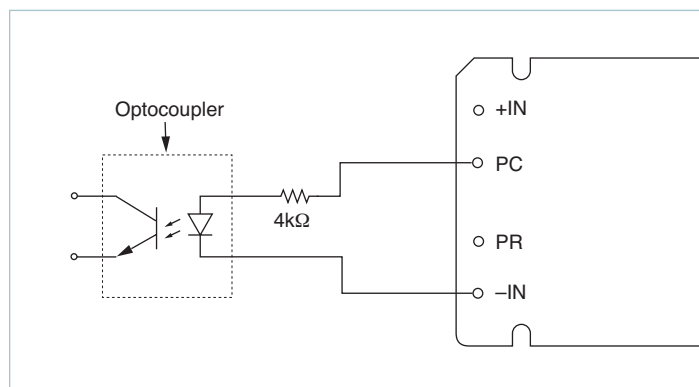 Optocoupler
+IN
PC
4kΩ
PR
–IN